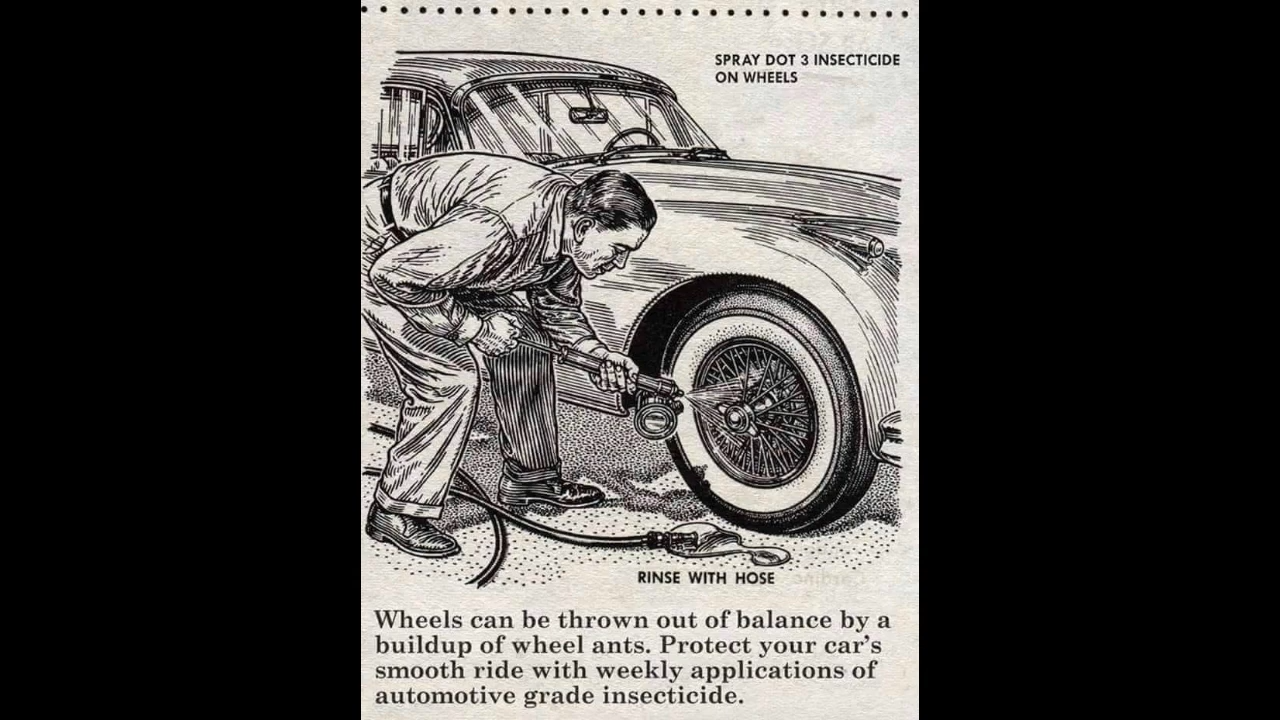 SPRAY DOT 3 INSECTICIDE
ON WHEELS
RINSE WITH HOSE
Wheels can be thrown out of balance by a
buildup of wheel ants. Protect your car’s
smooth ride with weekly applications of
automotive grade insecticide.